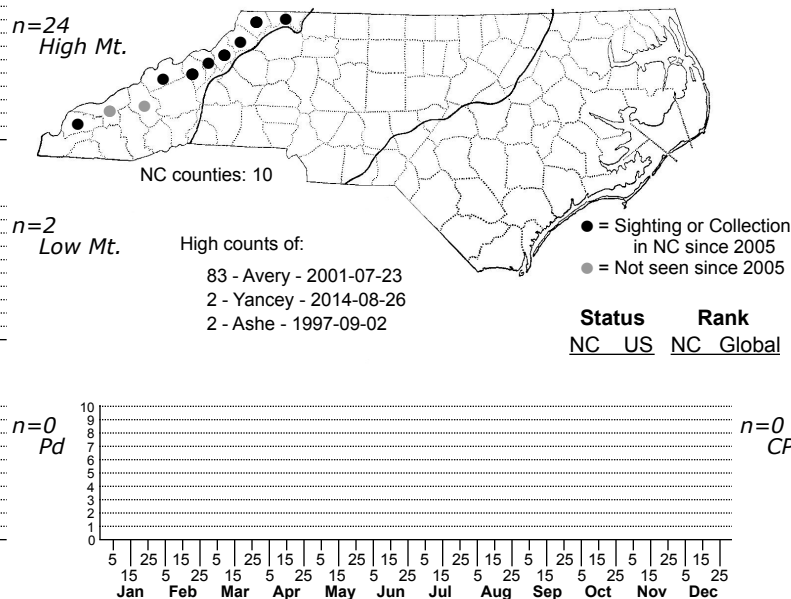 n=24
High Mt.
NC counties: 10
n=2
Low Mt.
High counts of:
83 - Avery - 2001-07-23
2 - Yancey - 2014-08-26
2 - Ashe - 1997-09-02
● = Sighting or Collection
in NC since 2005
● = Not seen since 2005
Status Rank
NC US NC Global
n=0
Pd
n=0
CP
10
9
8
7
6
5
4
3
2
1
0
5 25 15 5 25 15 5 25 15 5 25 15 5 25 15 5 25 15
15 5 25 15 5 25 15 5 25 15 5 25 15 5 25 15 5 25
Jan Feb Mar Apr May Jun Jul Aug Sep Oct Nov Dec